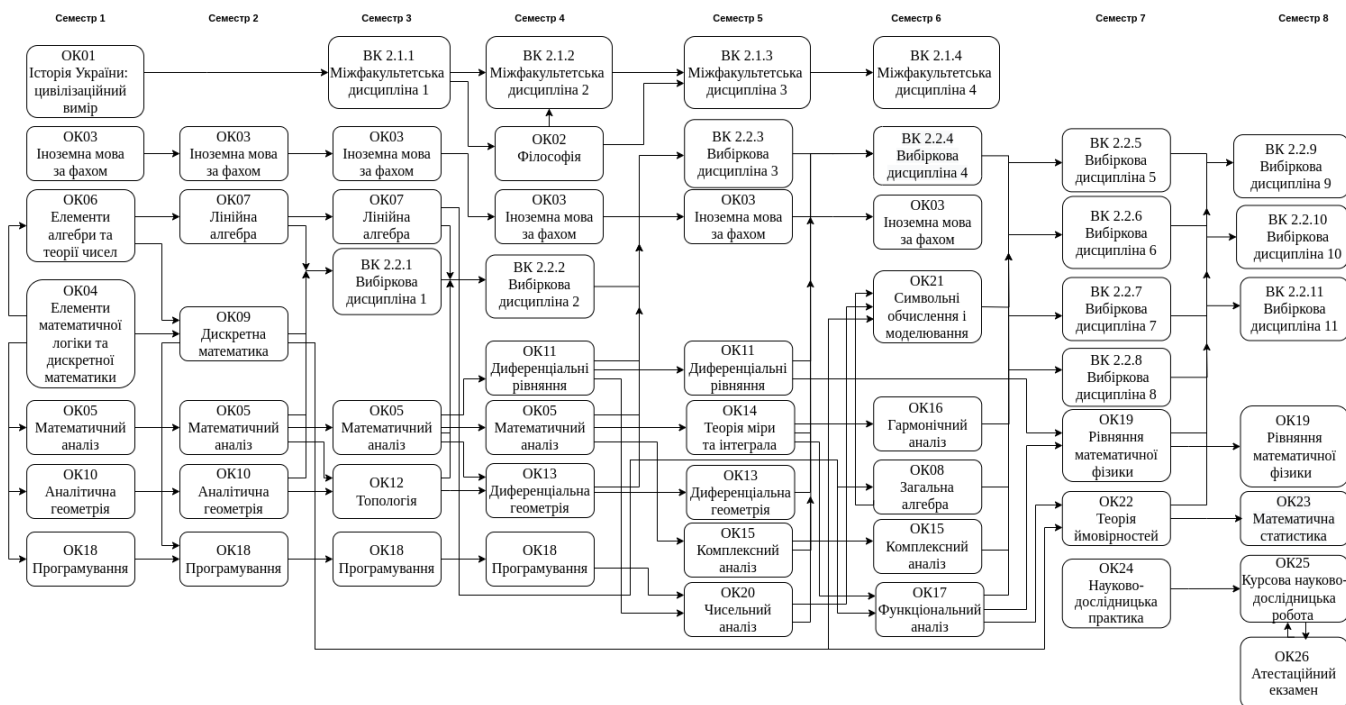 Семестр 1
Семестр 2
Семестр 3
Семестр 4
Семестр 5
Семестр 6
Семестр 7
Семестр 8
ОК01
Історія України:
цивілізаційний
вимір
ОК03
Іноземна мова
за фахом
ОК06
Елементи
алгебри та
теорії чисел
ОК04
Елементи
математичної
логіки та
дискретної
математики
ОК05
Математичний
аналіз
ОК10
Аналітична
геометрія
ОК18
Програмування
ОК03
Іноземна мова
за фахом
ОК07
Лінійна
алгебра
ОК09
Дискретна
математика
ОК05
Математичний
аналіз
ОК10
Аналітична
геометрія
ОК18
Програмування
ВК 2.1.1
Міжфакультетська
дисципліна 1
ОК03
Іноземна мова
за фахом
ОК07
Лінійна
алгебра
ВК 2.2.1
Вибіркова
дисципліна 1
ОК05
Математичний
аналіз
ОК12
Топологія
ОК18
Програмування
ВК 2.1.2
Міжфакультетська
дисципліна 2
ОК02
Філософія
ОК03
Іноземна мова
за фахом
ВК 2.2.2
Вибіркова
дисципліна 2
ОК11
Диференціальні
рівняння
ОК05
Математичний
аналіз
ОК13
Диференціальна
геометрія
ОК18
Програмування
ВК 2.1.3
Міжфакультетська
дисципліна 3
ВК 2.2.3
Вибіркова
дисципліна 3
ОК03
Іноземна мова
за фахом
ОК11
Диференціальні
рівняння
ОК14
Теорія міри
та інтеграла
ОК13
Диференціальна
геометрія
ОК15
Комплексний
аналіз
ОК20
Чисельний
аналіз
ВК 2.1.4
Міжфакультетська
дисципліна 4
ВК 2.2.4
Вибіркова
дисципліна 4
ОК03
Іноземна мова
за фахом
ОК21
Символьні
обчислення і
моделювання
ОК16
Гармонічний
аналіз
ОК08
Загальна
алгебра
ОК15
Комплексний
аналіз
ОК17
Функціональний
аналіз
ВК 2.2.5
Вибіркова
дисципліна 5
ВК 2.2.6
Вибіркова
дисципліна 6
ВК 2.2.7
Вибіркова
дисципліна 7
ВК 2.2.8
Вибіркова
дисципліна 8
ОК19
Рівняння
математичної
фізики
ОК22
Теорія
ймовірностей
ОК24
Науково-
дослідницька
практика
ВК 2.2.9
Вибіркова
дисципліна 9
ВК 2.2.10
Вибіркова
дисципліна 10
ВК 2.2.11
Вибіркова
дисципліна 11
ОК19
Рівняння
математичної
фізики
ОК23
Математична
статистика
ОК25
Курсова науково-
дослідницька
робота
ОК26
Атестаційний
екзамен